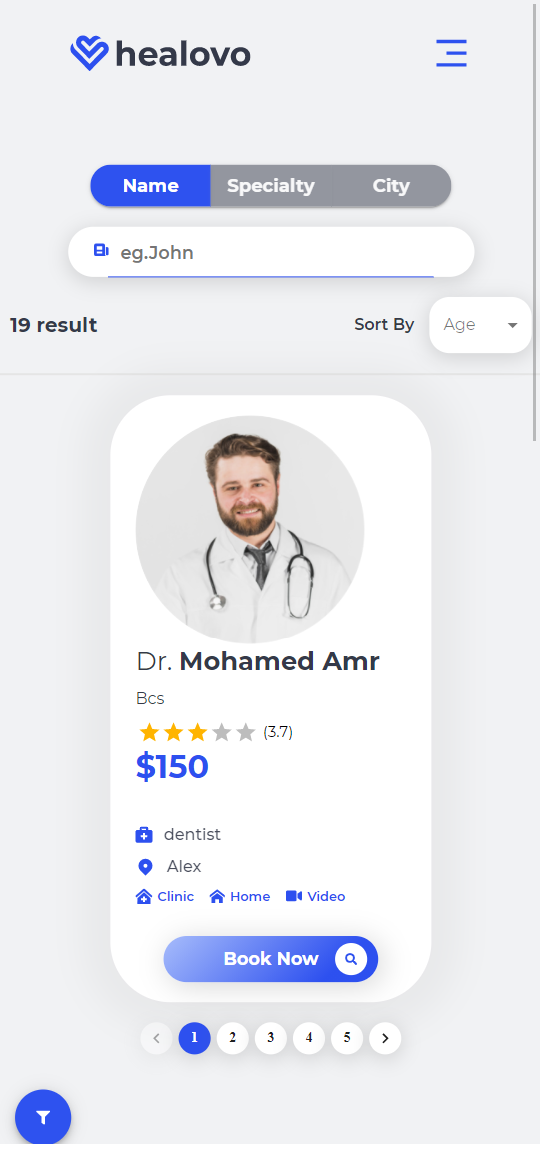 healovo
Name Specialty City
eg.John
19 result Sort By Age
Dr. Mohamed Amr
Bcs
(3.7)
$150
dentist
Alex
Clinic Home Video
Book Now
1 2 3 4 5